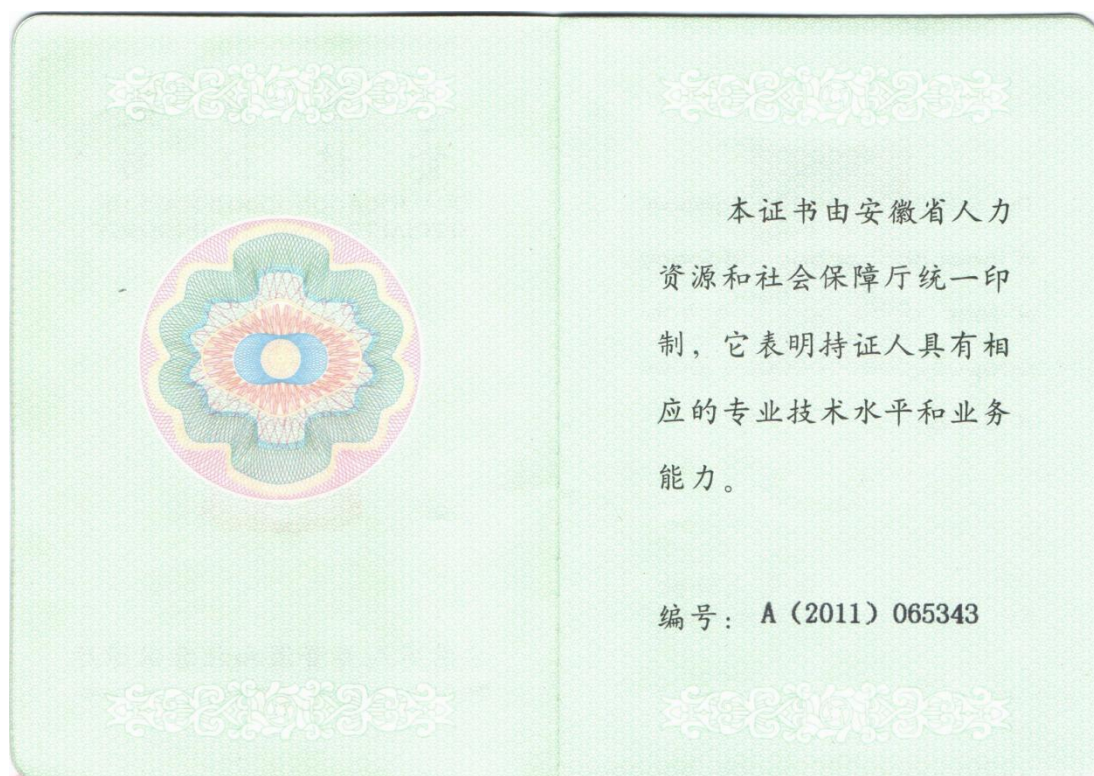 本证书由安徽省人力
资源和社会保障厅统一印
制，它表明持证人具有相
应的专业技术水平和业务
能力。
编号：A（2011）065343